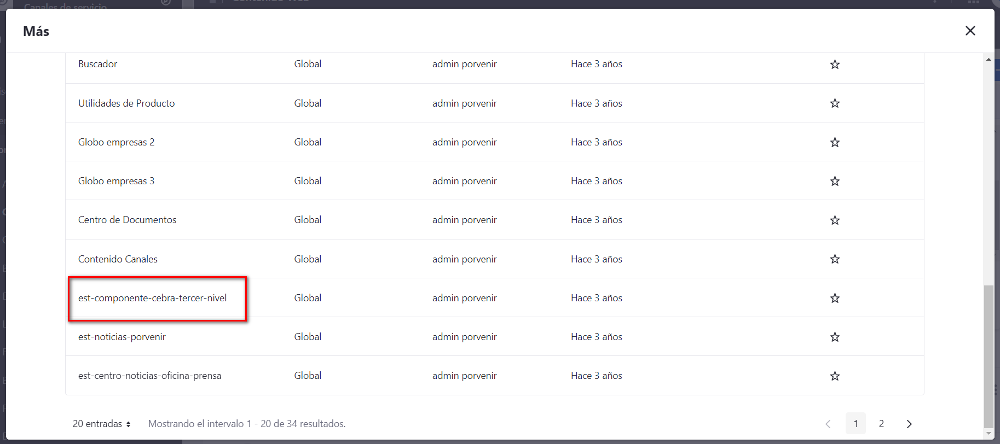 Canales de servicio
Contenido Web
Más
Buscador Global admin porvenir Hace 3 años
Utilidades de Producto Global admin porvenir Hace 3 años
Globo empresas 2 Global admin porvenir Hace 3 años
Globo empresas 3 Global admin porvenir Hace 3 años
Centro de Documentos Global admin porvenir Hace 3 años
Contenido Canales Global admin porvenir Hace 3 años
est-componente-cebra-tercer-nivel Global admin porvenir Hace 3 años
est-noticias-porvenir Global admin porvenir Hace 3 años
est-centro-noticias-oficina-prensa Global admin porvenir Hace 3 años
20 entradas Mostrando el intervalo 1 - 20 de 34 resultados. 1 2